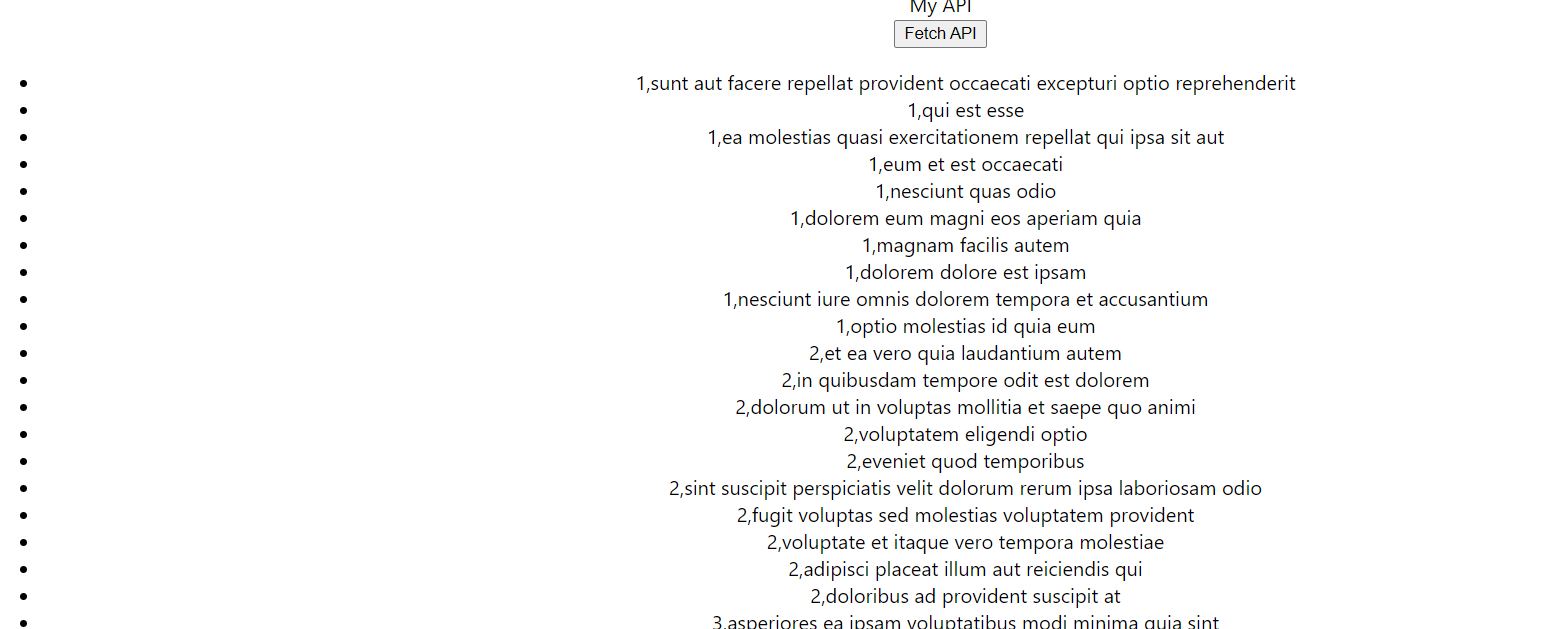 My API
Fetch API
1,sunt aut facere repellat provident occaecati excepturi optio reprehenderit
1,qui est esse
1,ea molestias quasi exercitationem repellat qui ipsa sit aut
1,eum et est occaecati
1,nesciunt quas odio
1,dolorem eum magni eos aperiam quia
1,magnam facilis autem
1,dolorem dolore est ipsam
1,nesciunt iure omnis dolorem tempora et accusantium
1,optio molestias id quia eum
2,et ea vero quia laudantium autem
2,in quibusdam tempore odit est dolorem
2,dolorum ut in voluptas mollitia et saepe quo animi
2,voluptatem eligendi optio
2,eveniet quod temporibus
2,sint suscipit perspiciatis velit dolorum rerum ipsa laboriosam odio
2,fugit voluptas sed molestias voluptatem provident
2,voluptate et itaque vero tempora molestiae
2,adipisci placeat illum aut reiciendis qui
2,doloribus ad provident suscipit at
3,asperiores ea ipsam voluptatibus modi minima quia sint